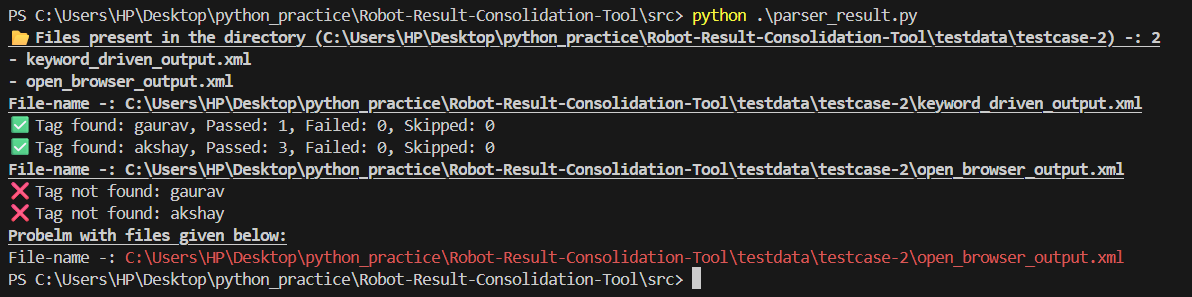 PS C:\Users\HP\Desktop\python_practice\Robot-Result-Consolidation-Tool\src> python .\parser_result.py
📂 Files present in the directory (C:\Users\HP\Desktop\python_practice\Robot-Result-Consolidation-Tool\testdata\testcase-2) -: 2
- keyword_driven_output.xml
- open_browser_output.xml
File-name -: C:\Users\HP\Desktop\python_practice\Robot-Result-Consolidation-Tool\testdata\testcase-2\keyword_driven_output.xml
✅ Tag found: gaurav, Passed: 1, Failed: 0, Skipped: 0
✅ Tag found: akshay, Passed: 3, Failed: 0, Skipped: 0
File-name -: C:\Users\HP\Desktop\python_practice\Robot-Result-Consolidation-Tool\testdata\testcase-2\open_browser_output.xml
❌ Tag not found: gaurav
❌ Tag not found: akshay
Probelm with files given below:
File-name -: C:\Users\HP\Desktop\python_practice\Robot-Result-Consolidation-Tool\testdata\testcase-2\open_browser_output.xml
PS C:\Users\HP\Desktop\python_practice\Robot-Result-Consolidation-Tool\src>